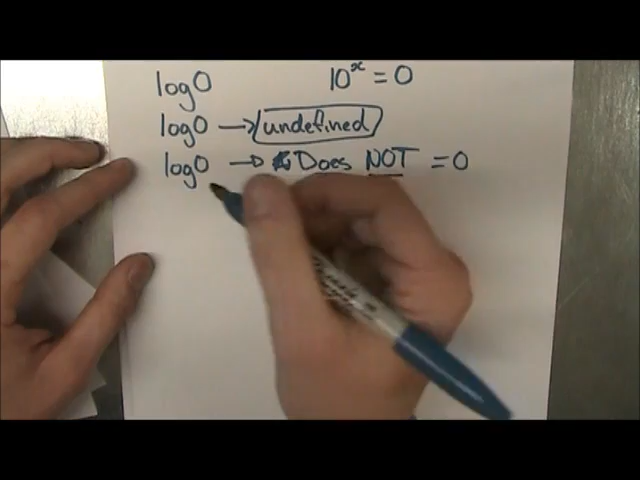 log0 10^x = 0
log0 → undefined
log0 → Does NOT = 0